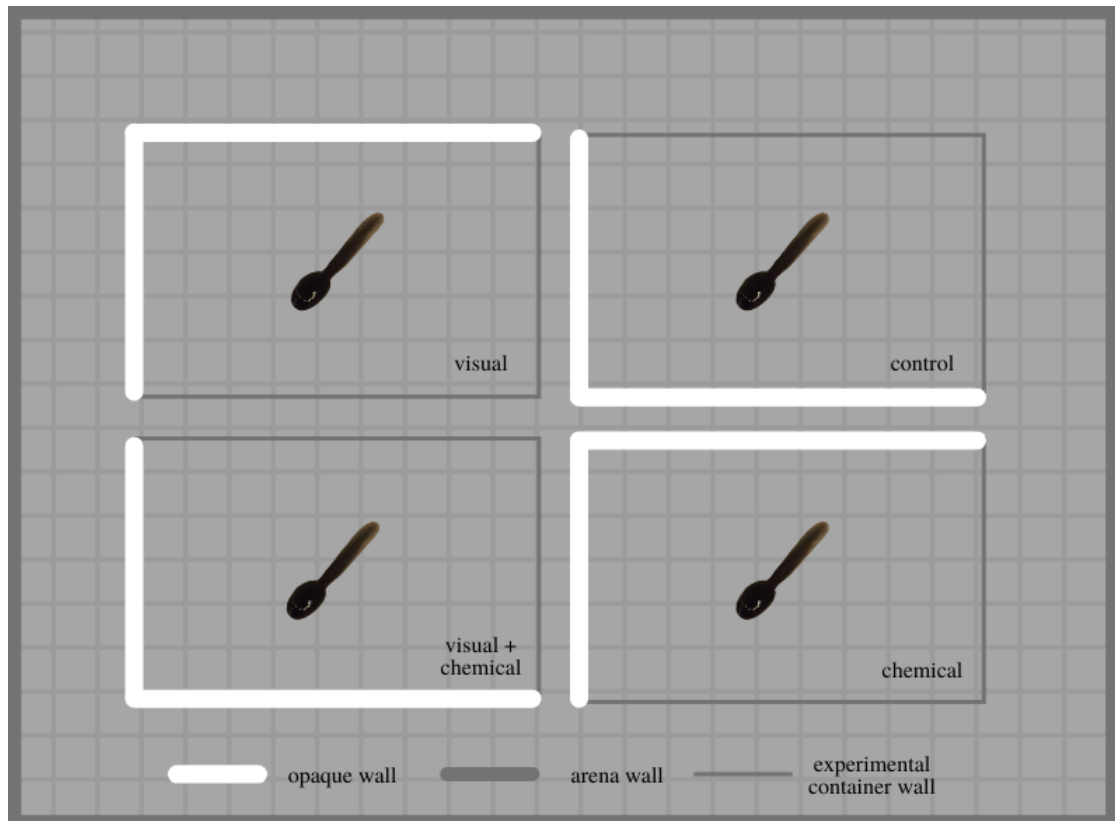 visual
control
visual +
chemical
chemical
opaque wall
arena wall
experimental
container wall